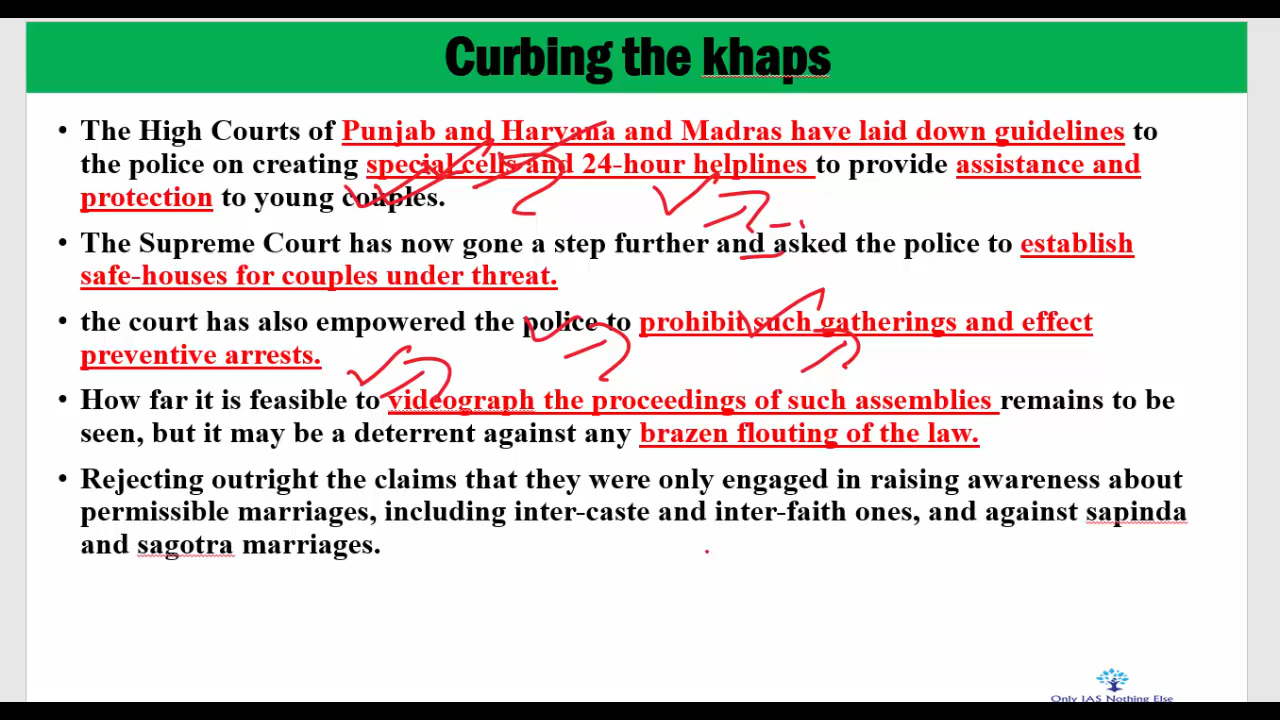 Curbing the khaps
• The High Courts of Punjab and Haryana and Madras have laid down guidelines to
the police on creating special cells and 24-hour helplines to provide assistance and
protection to young couples.
• The Supreme Court has now gone a step further and asked the police to establish
safe-houses for couples under threat.
• the court has also empowered the police to prohibit such gatherings and effect
preventive arrests.
• How far it is feasible to videograph the proceedings of such assemblies remains to be
seen, but it may be a deterrent against any brazen flouting of the law.
• Rejecting outright the claims that they were only engaged in raising awareness about
permissible marriages, including inter-caste and inter-faith ones, and against sapinda
and sagotra marriages.
Only IAS Nothing Else